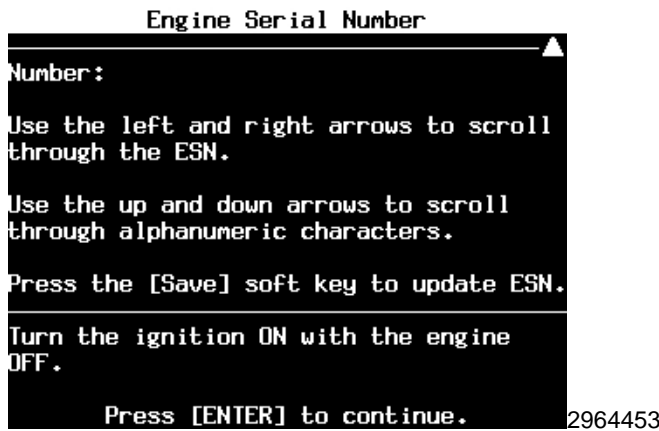 Engine Serial Number
Number:
Use the left and right arrows to scroll
through the ESN.
Use the up and down arrows to scroll
through alphanumeric characters.
Press the [Save] soft key to update ESN.
Turn the ignition ON with the engine
OFF.
Press [ENTER] to continue.
2964453